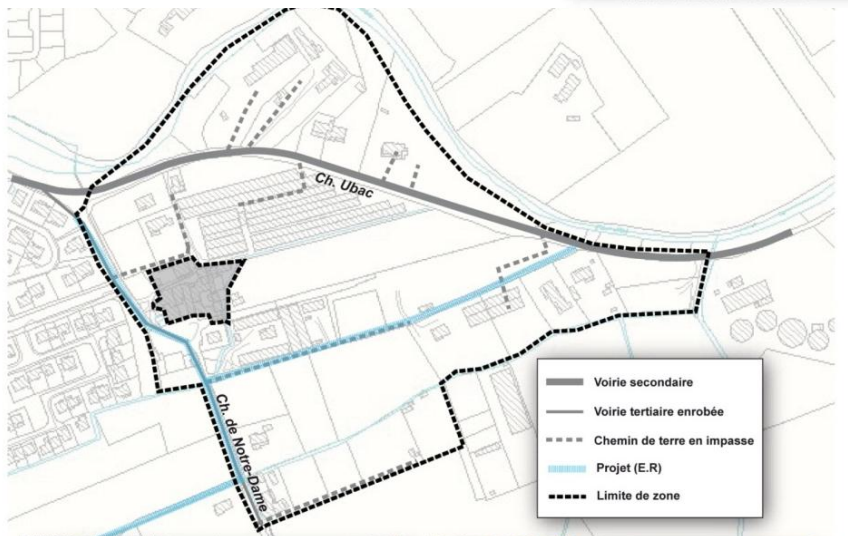 Ch. Ubac
Ch. de Notre-Dame
Voirie secondaire
Voirie tertiaire enrobée
Chemin de terre en impasse
Projet (E.R)
Limite de zone